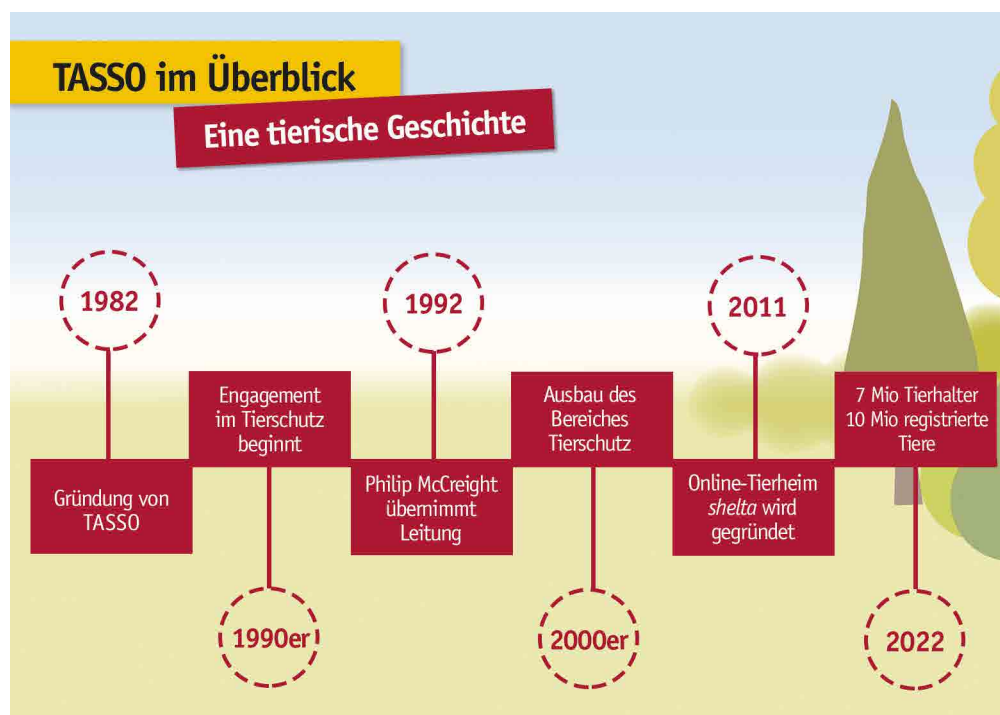 TASSO im Überblick
Eine tierische Geschichte
1982
Gründung von
TASSO
Engagement
im Tierschutz
beginnt
1990er
1992
Philip McCreight
übernimmt
Leitung
Ausbau des
Bereiches
Tierschutz
2000er
2011
Online-Tierheim
shelta wird
gegründet
7 Mio Tierhalter
10 Mio registrierte
Tiere
2022